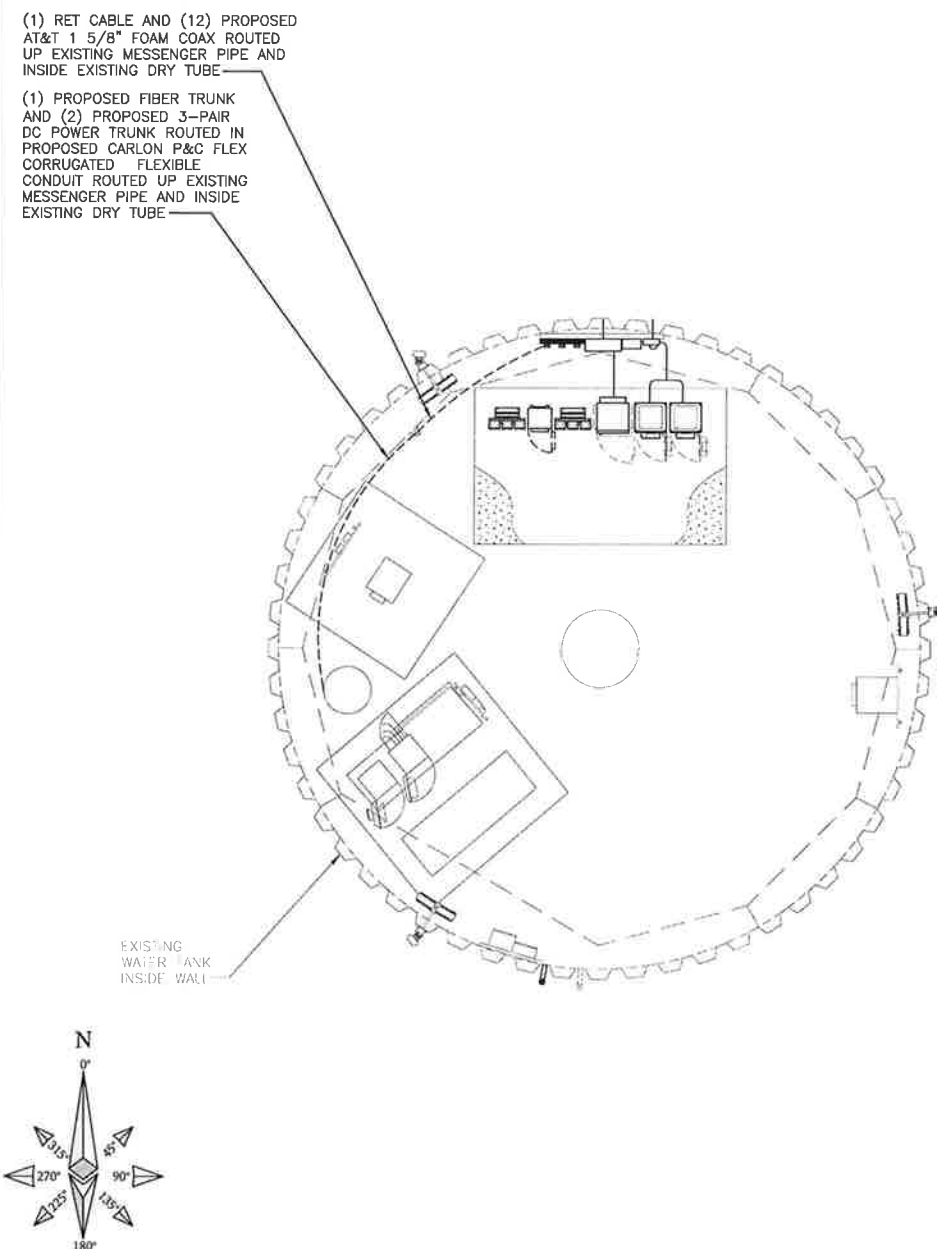 (1) RET CABLE AND (12) PROPOSED
AT&T 1 5/8" FOAM COAX ROUTED
UP EXISTING MESSENGER PIPE AND
INSIDE EXISTING DRY TUBE
(1) PROPOSED FIBER TRUNK
AND (2) PROPOSED 3-PAIR
DC POWER TRUNK ROUTED IN
PROPOSED CARLON P&C FLEX
CORRUGATED FLEXIBLE
CONDUIT ROUTED UP EXISTING
MESSENGER PIPE AND INSIDE
EXISTING DRY TUBE
EXISTING
WATER TANK
INSIDE WALL
N
0°
315° 45°
270° 90°
225° 135°
180°